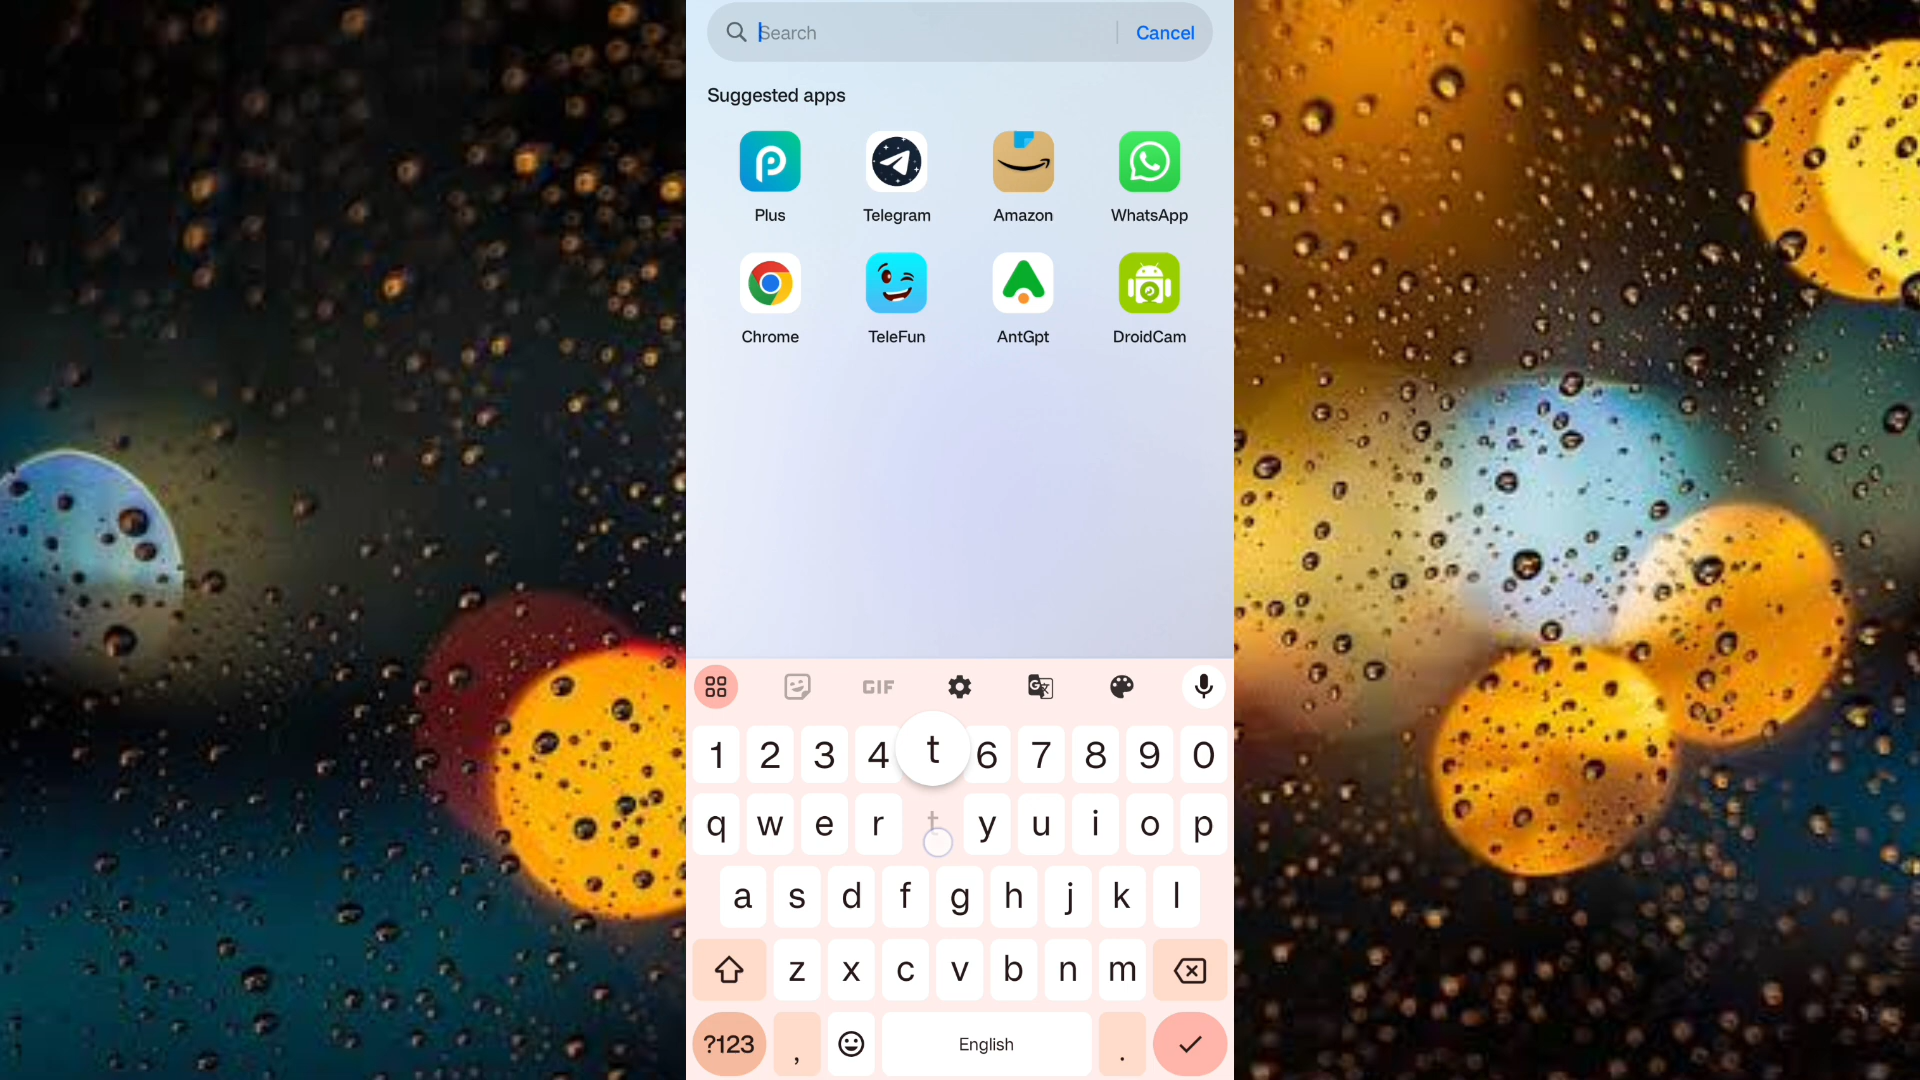 Search
Cancel
Suggested apps
Plus
Telegram
Amazon
WhatsApp
Chrome
TeleFun
AntGpt
DroidCam
GIF
1 2 3 4 t 6 7 8 9 0
q w e r t y u i o p
a s d f g h j k l
z x c v b n m
?123 , English .